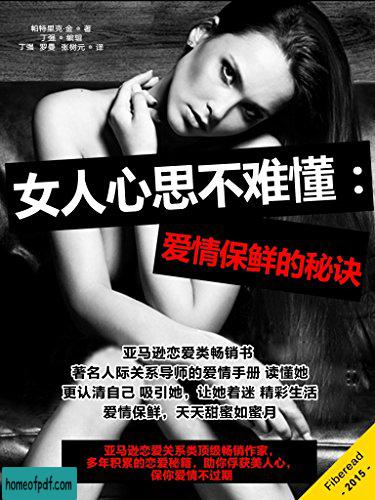 帕特里克·金 · 著
丁强 · 编辑
丁强 罗曼 张树元 · 译
女人心思不难懂：
爱情保鲜的秘诀
亚马逊恋爱类畅销书
著名人际关系导师的爱情手册 读懂她
更认清自己 吸引她，让她着迷 精彩生活
爱情保鲜，天天甜蜜如蜜月
亚马逊恋爱关系类顶级畅销作家，
多年积累的恋爱秘籍，助你俘获美人心，
保你爱情不过期
Fiberead
- 2015 -
homeofpdf.com